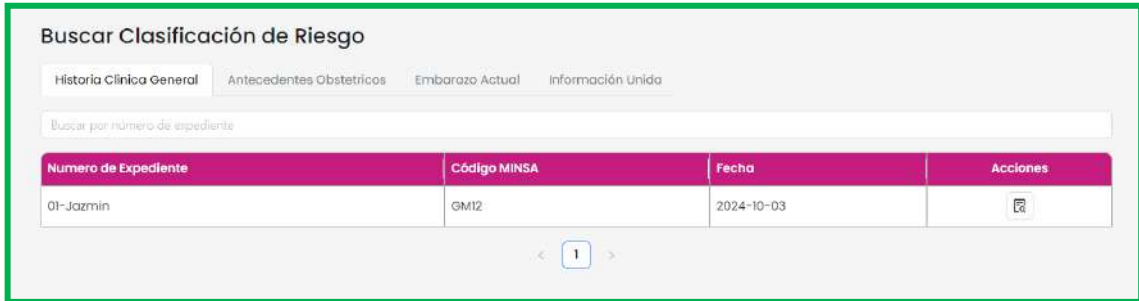 Buscar Clasificación de Riesgo
Historia Clinica General Antecedentes Obstetricos Embarazo Actual Información Unida
Buscar por número de expediente
Numero de Expediente Código MINSA Fecha Acciones
01-Jazmin GM12 2024-10-03
< 1 >